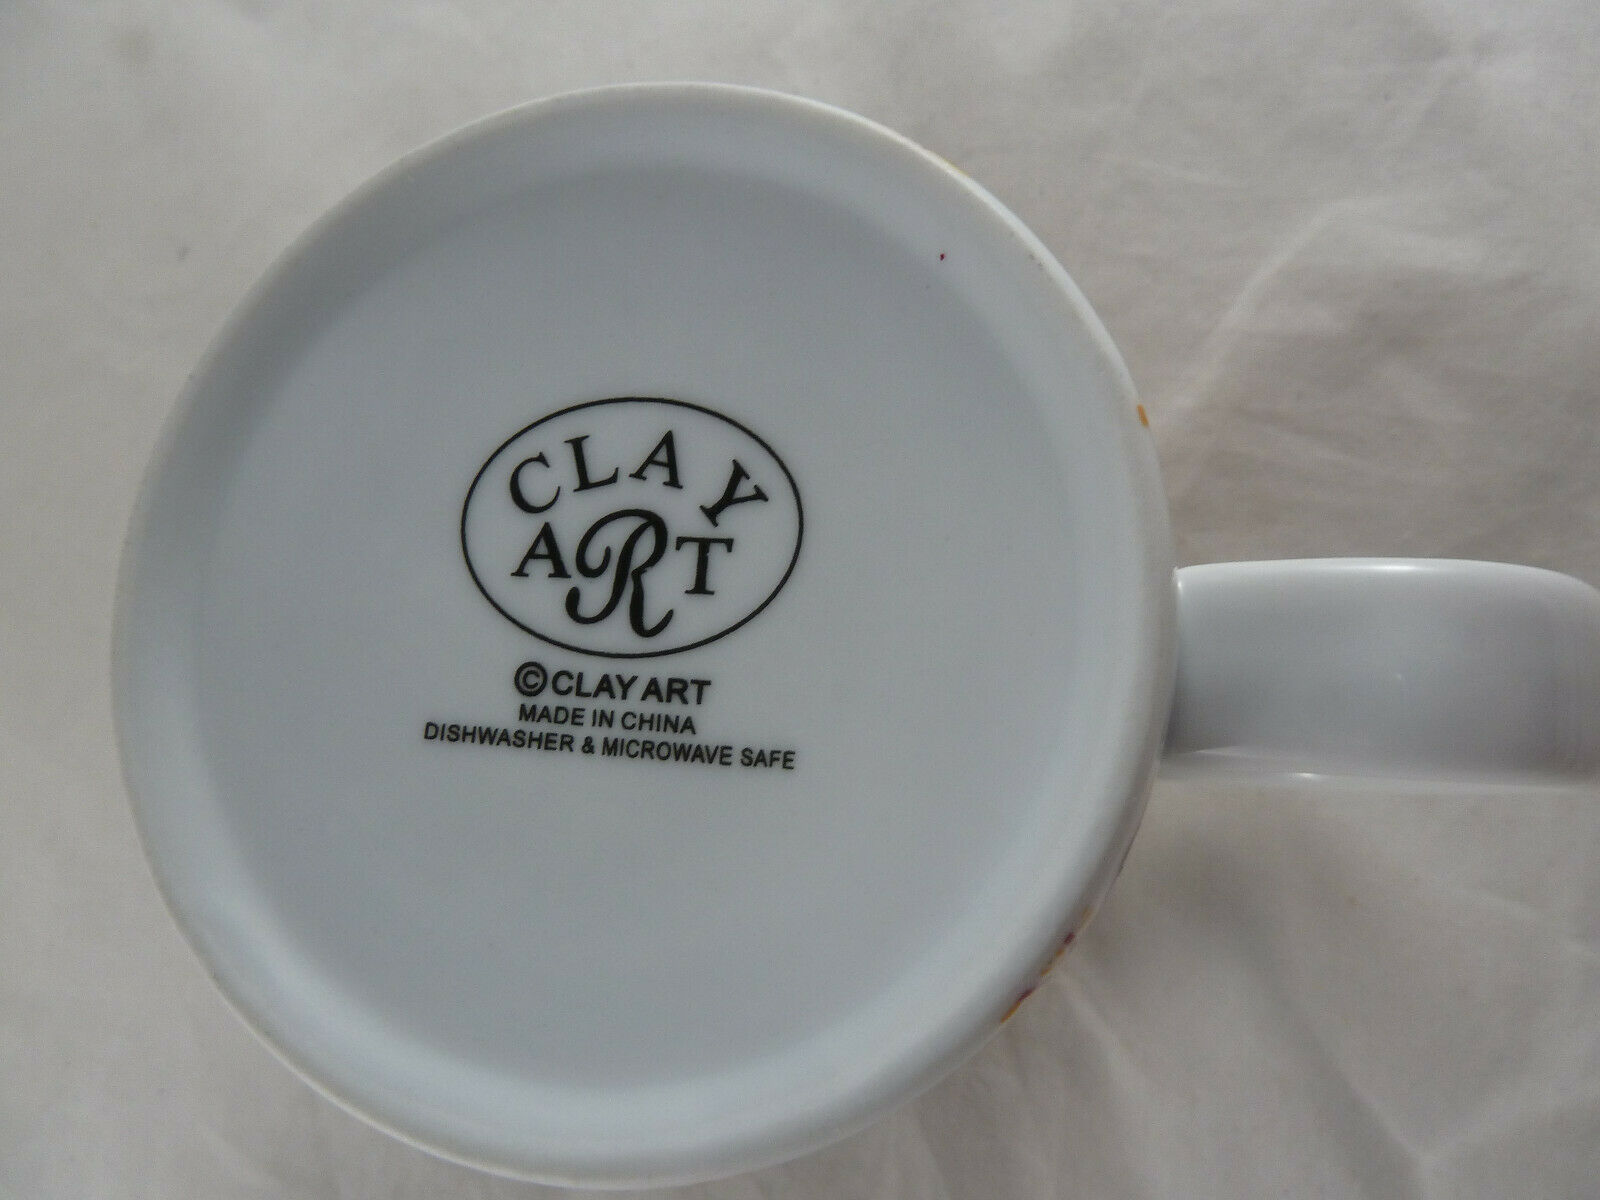 CLAY
ART
©CLAY ART
MADE IN CHINA
DISHWASHER & MICROWAVE SAFE